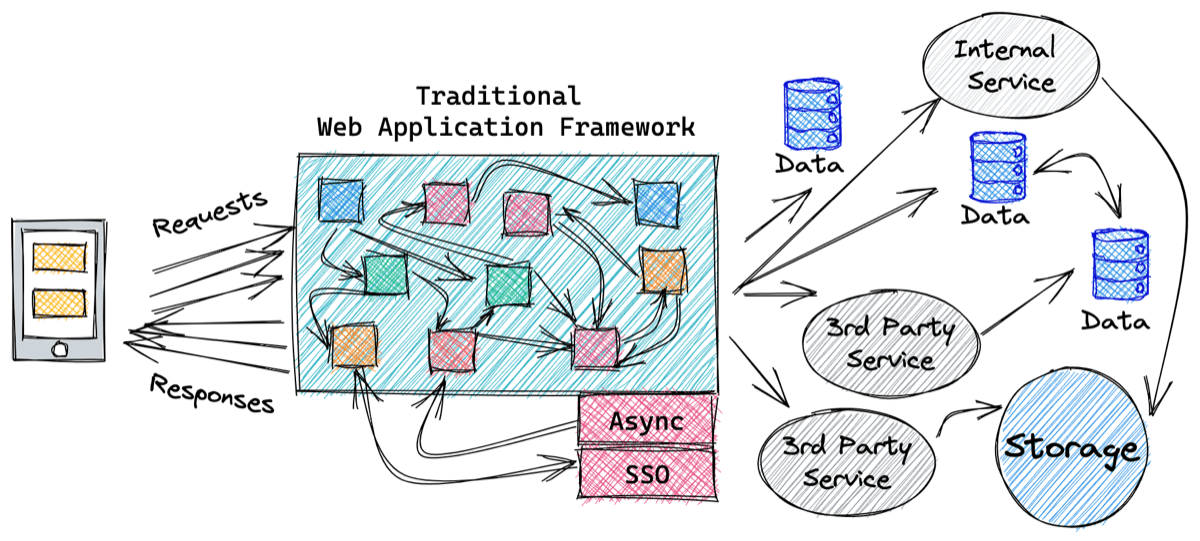 Traditional
Web Application Framework
Requests
Responses
Async
SSO
Data
Internal
Service
Data
Data
3rd Party
Service
3rd Party
Service
Storage